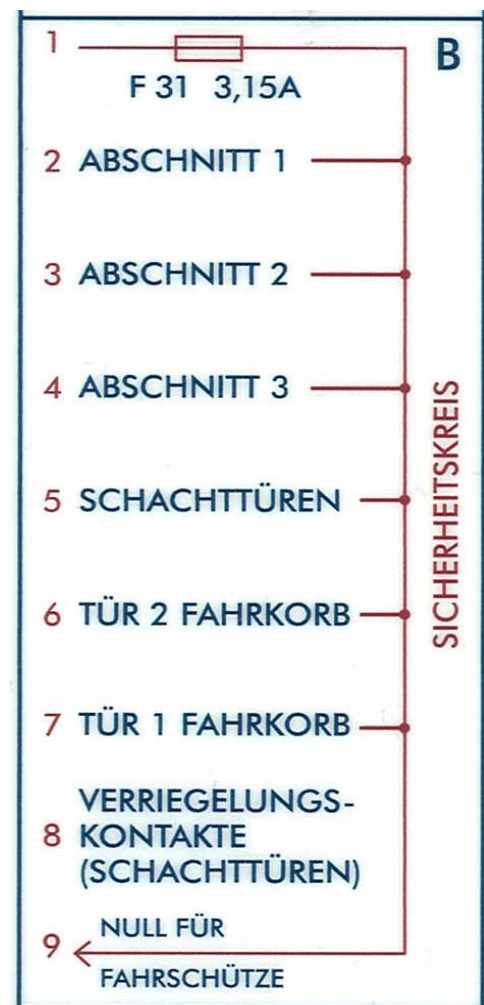 1
B
F 31 3,15A
2 ABSCHNITT 1
3 ABSCHNITT 2
4 ABSCHNITT 3
5 SCHACHTTÜREN
6 TÜR 2 FAHRKORB
7 TÜR 1 FAHRKORB
VERRIEGELUNGS-
8 KONTAKTE
(SCHACHTTÜREN)
9 NULL FÜR
FAHRSCHÜTZE
SICHERHEITSKREIS